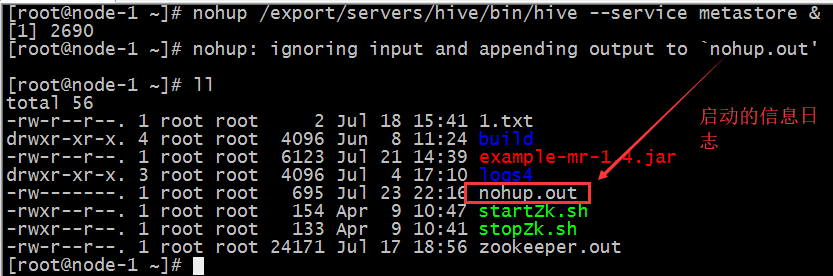 [root@node-1 ~]# nohup /export/servers/hive/bin/hive --service metastore &
[1] 2690
[root@node-1 ~]# nohup: ignoring input and appending output to `nohup.out'
[root@node-1 ~]# ll
total 56
-rw-r--r--. 1 root root     2 Jul 18 15:41 1.txt
drwxr-xr-x. 4 root root  4096 Jun  8 11:24 build
-rw-r--r--. 1 root root  6123 Jul 21 14:39 example-mr-1.4.jar
drwxr-xr-x. 3 root root  4096 Jul  4 17:10 logs4
-rw-------. 1 root root   695 Jul 23 22:16 nohup.out
-rwxr--r--. 1 root root   154 Apr  9 10:47 startZk.sh
-rwxr--r--. 1 root root   133 Apr  9 10:41 stopZk.sh
-rw-r--r--. 1 root root 24171 Jul 17 18:56 zookeeper.out
[root@node-1 ~]#
启动的信息日
志